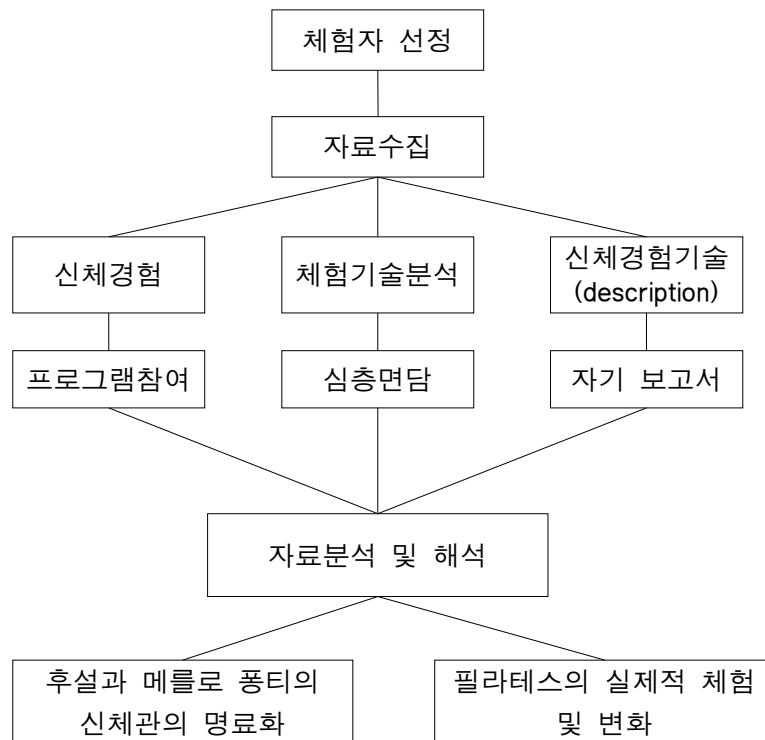 체험자 선정
자료수집
신체경험
체험기술분석
신체경험기술
(description)
프로그램참여
심층면담
자기 보고서
자료분석 및 해석
후설과 메를로 퐁티의
신체관의 명료화
필라테스의 실제적 체험
및 변화